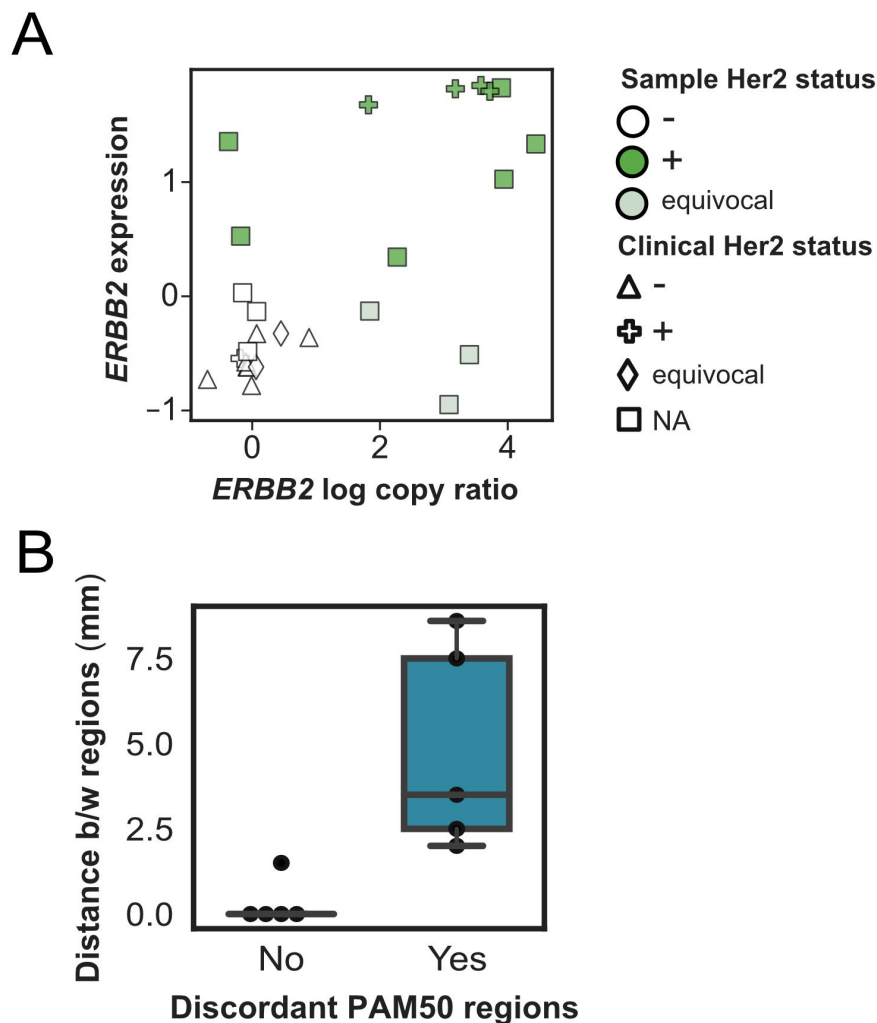 A
ERBB2 expression
1
0
−1
0 2 4
ERBB2 log copy ratio
Sample Her2 status
-
+
equivocal
Clinical Her2 status
-
+
equivocal
NA
B
Distance b/w regions (mm)
7.5
5.0
2.5
0.0
No Yes
Discordant PAM50 regions